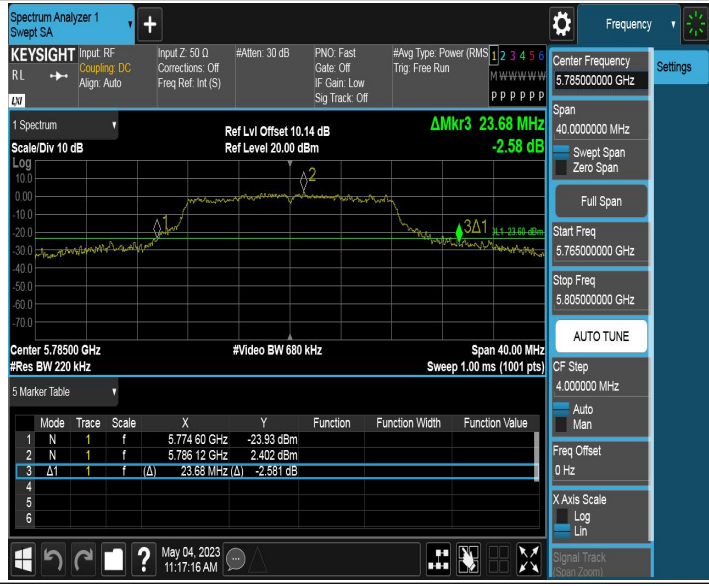 Spectrum Analyzer 1
Swept SA
Frequency
KEYSIGHT
RL
LXI
Input: RF
Coupling: DC
Align: Auto
Input Z: 50 Ω
Corrections: Off
Freq Ref: Int (S)
#Atten: 30 dB
PNO: Fast
Gate: Off
IF Gain: Low
Sig Track: Off
#Avg Type: Power (RMS
Trig: Free Run
1 2 3 4 5 6
M W W W W W
P P P P P P
1 Spectrum
Scale/Div 10 dB
Ref Lvl Offset 10.14 dB
Ref Level 20.00 dBm
ΔMkr3 23.68 MHz
-2.58 dB
Log
10.0
0.00
-10.0
-20.0
-30.0
-40.0
-50.0
-60.0
-70.0
1
2
3Δ1
DL1 -23.60 dBm
Center 5.78500 GHz
#Res BW 220 kHz
#Video BW 680 kHz
Span 40.00 MHz
Sweep 1.00 ms (1001 pts)
5 Marker Table
Mode Trace Scale X Y Function Function Width Function Value
1 N 1 f 5.774 60 GHz -23.93 dBm
2 N 1 f 5.786 12 GHz 2.402 dBm
3 Δ1 1 f (Δ) 23.68 MHz (Δ) -2.581 dB
4
5
6
May 04, 2023
11:17:16 AM
Center Frequency
5.785000000 GHz
Span
40.0000000 MHz
Swept Span
Zero Span
Full Span
Start Freq
5.765000000 GHz
Stop Freq
5.805000000 GHz
AUTO TUNE
CF Step
4.000000 MHz
Auto
Man
Freq Offset
0 Hz
X Axis Scale
Log
Lin
Signal Track
(Span Zoom)
Settings